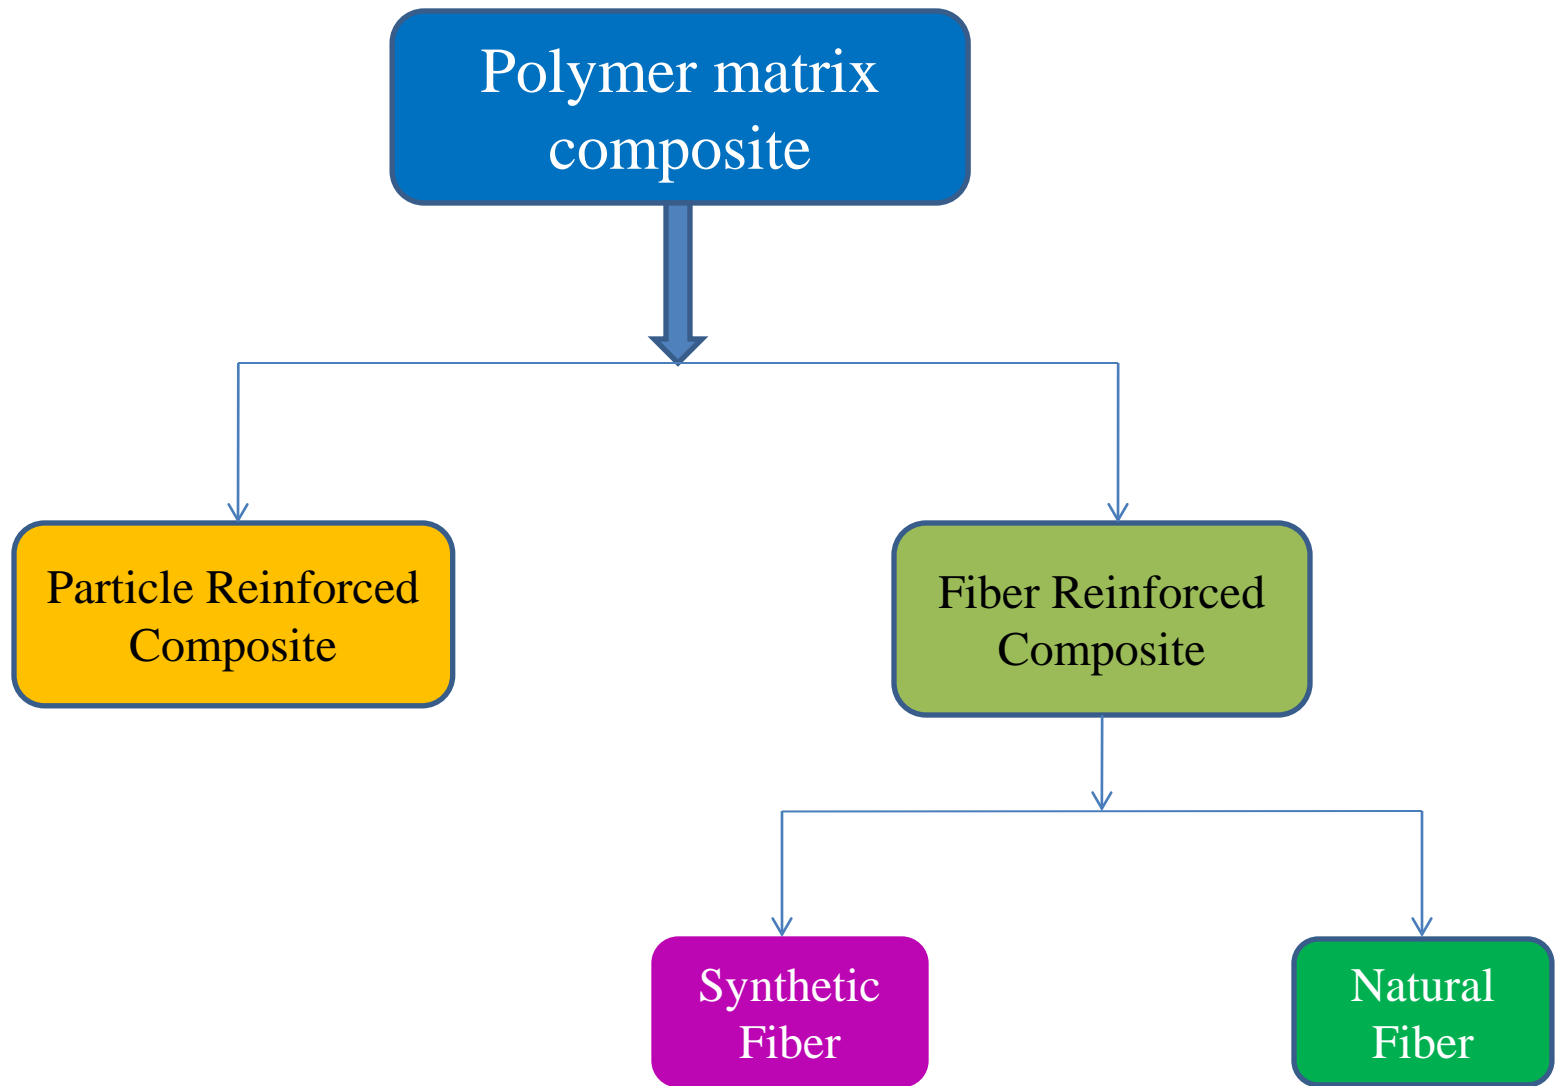 Polymer matrix
composite
Particle Reinforced
Composite
Fiber Reinforced
Composite
Synthetic
Fiber
Natural
Fiber